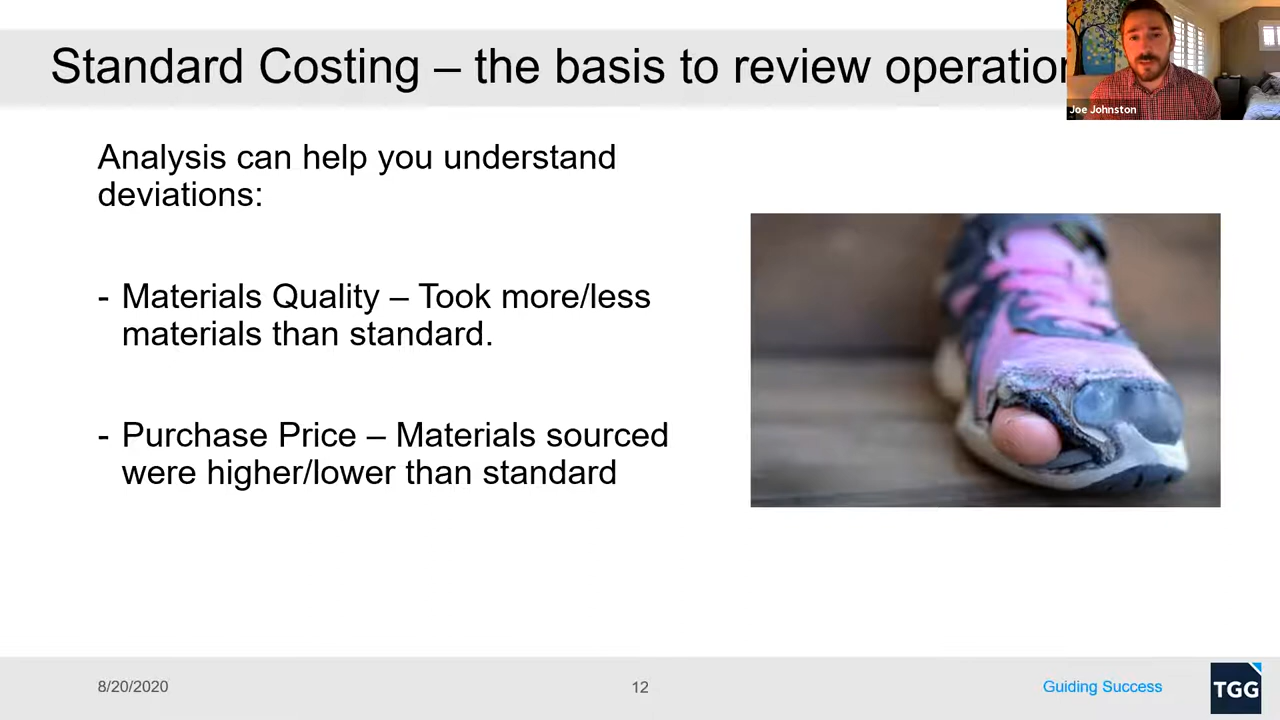 Standard Costing – the basis to review operation
Joe Johnston
Analysis can help you understand
deviations:
- Materials Quality – Took more/less
materials than standard.
- Purchase Price – Materials sourced
were higher/lower than standard
8/20/2020
12
Guiding Success
TGG